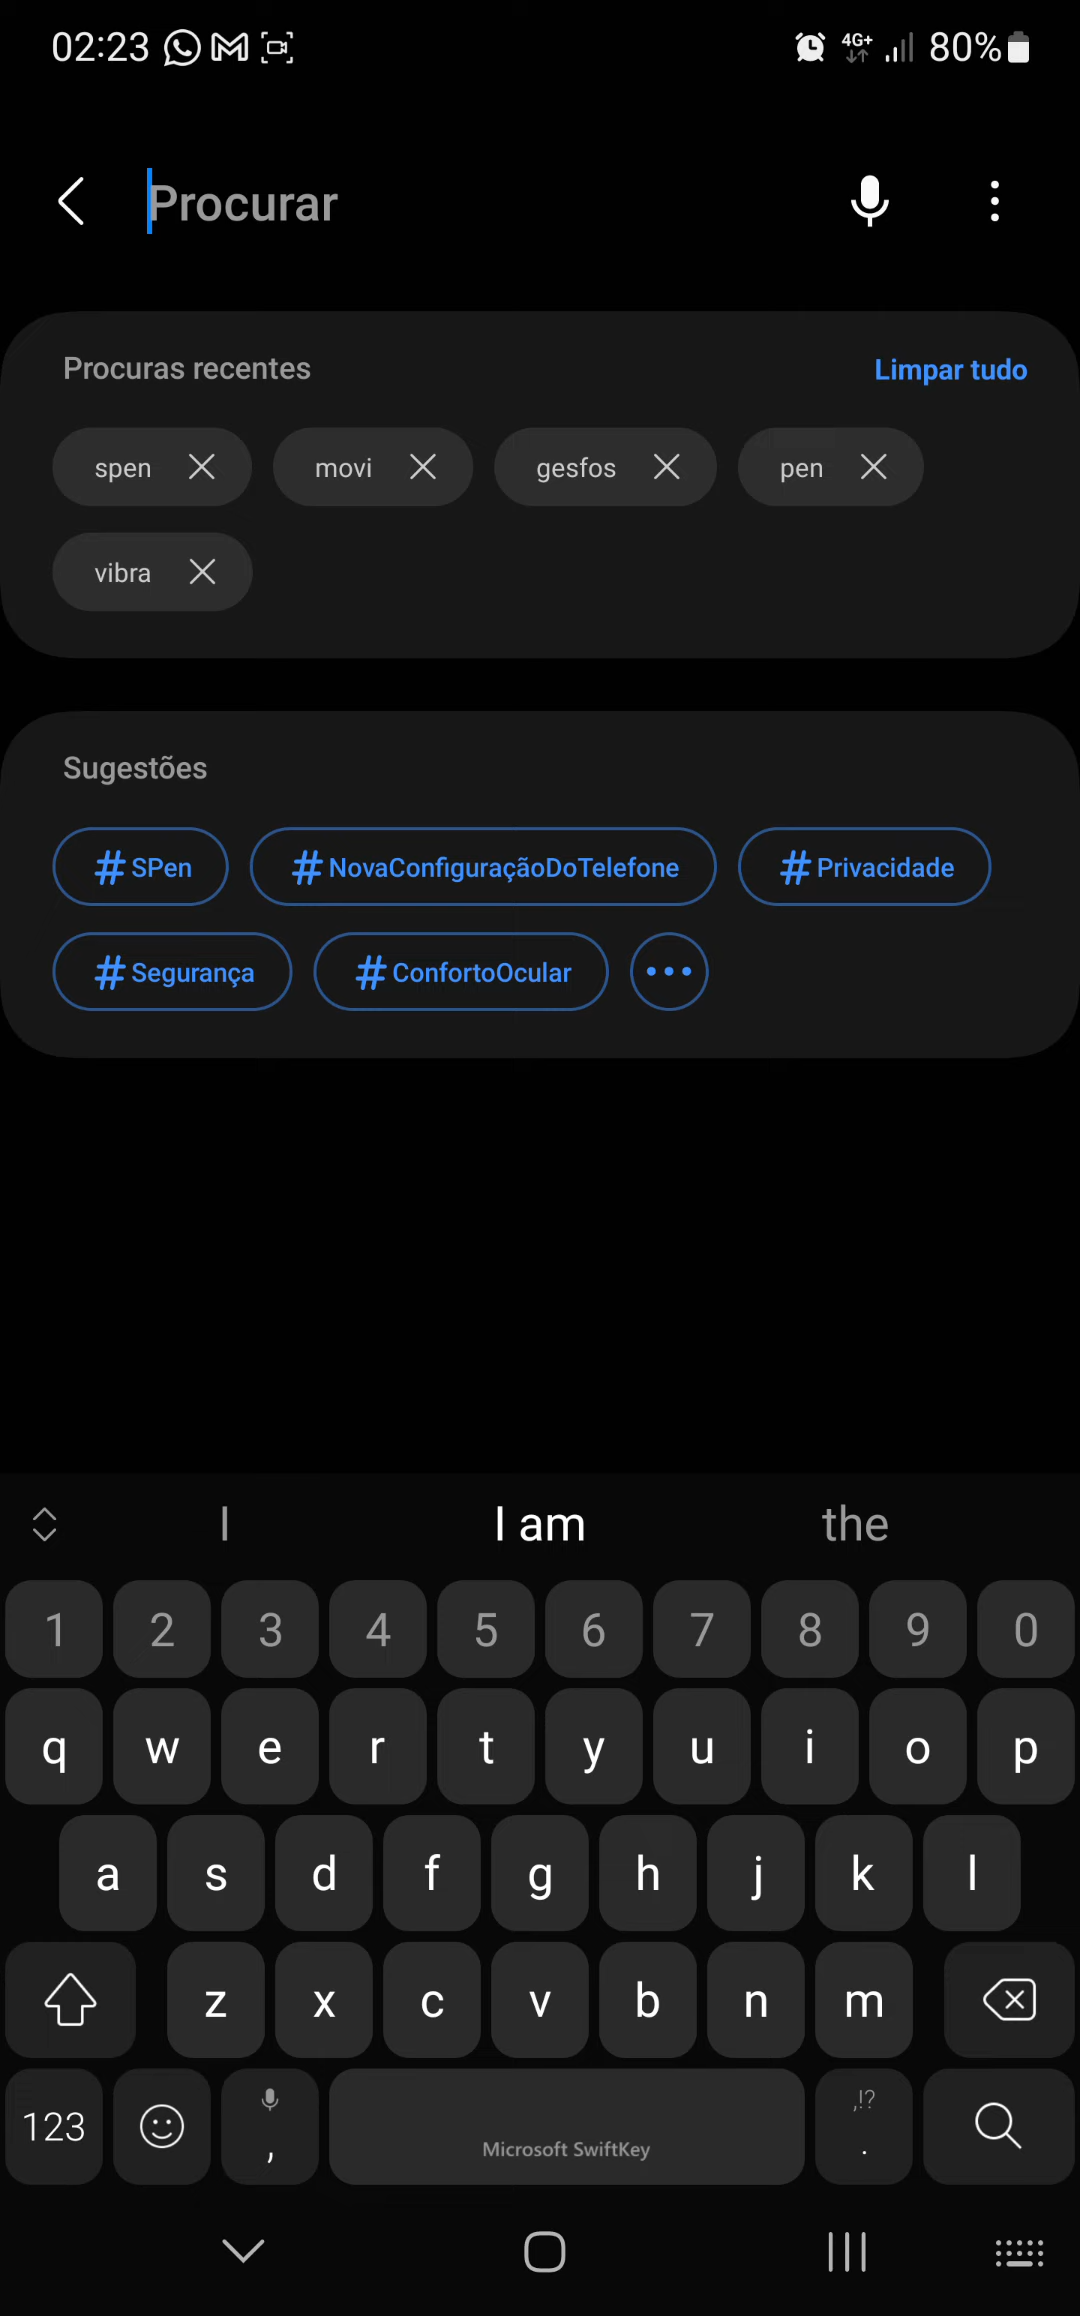 02:23 4G+ 80%
Procurar
Procuras recentes Limpar tudo
spen movi gesfos pen
vibra
Sugestões
#SPen #NovaConfiguraçãoDoTelefone #Privacidade
#Segurança #ConfortoOcular •••
I I am the
1 2 3 4 5 6 7 8 9 0
q w e r t y u i o p
a s d f g h j k l
z x c v b n m
123 , Microsoft SwiftKey ,!? .